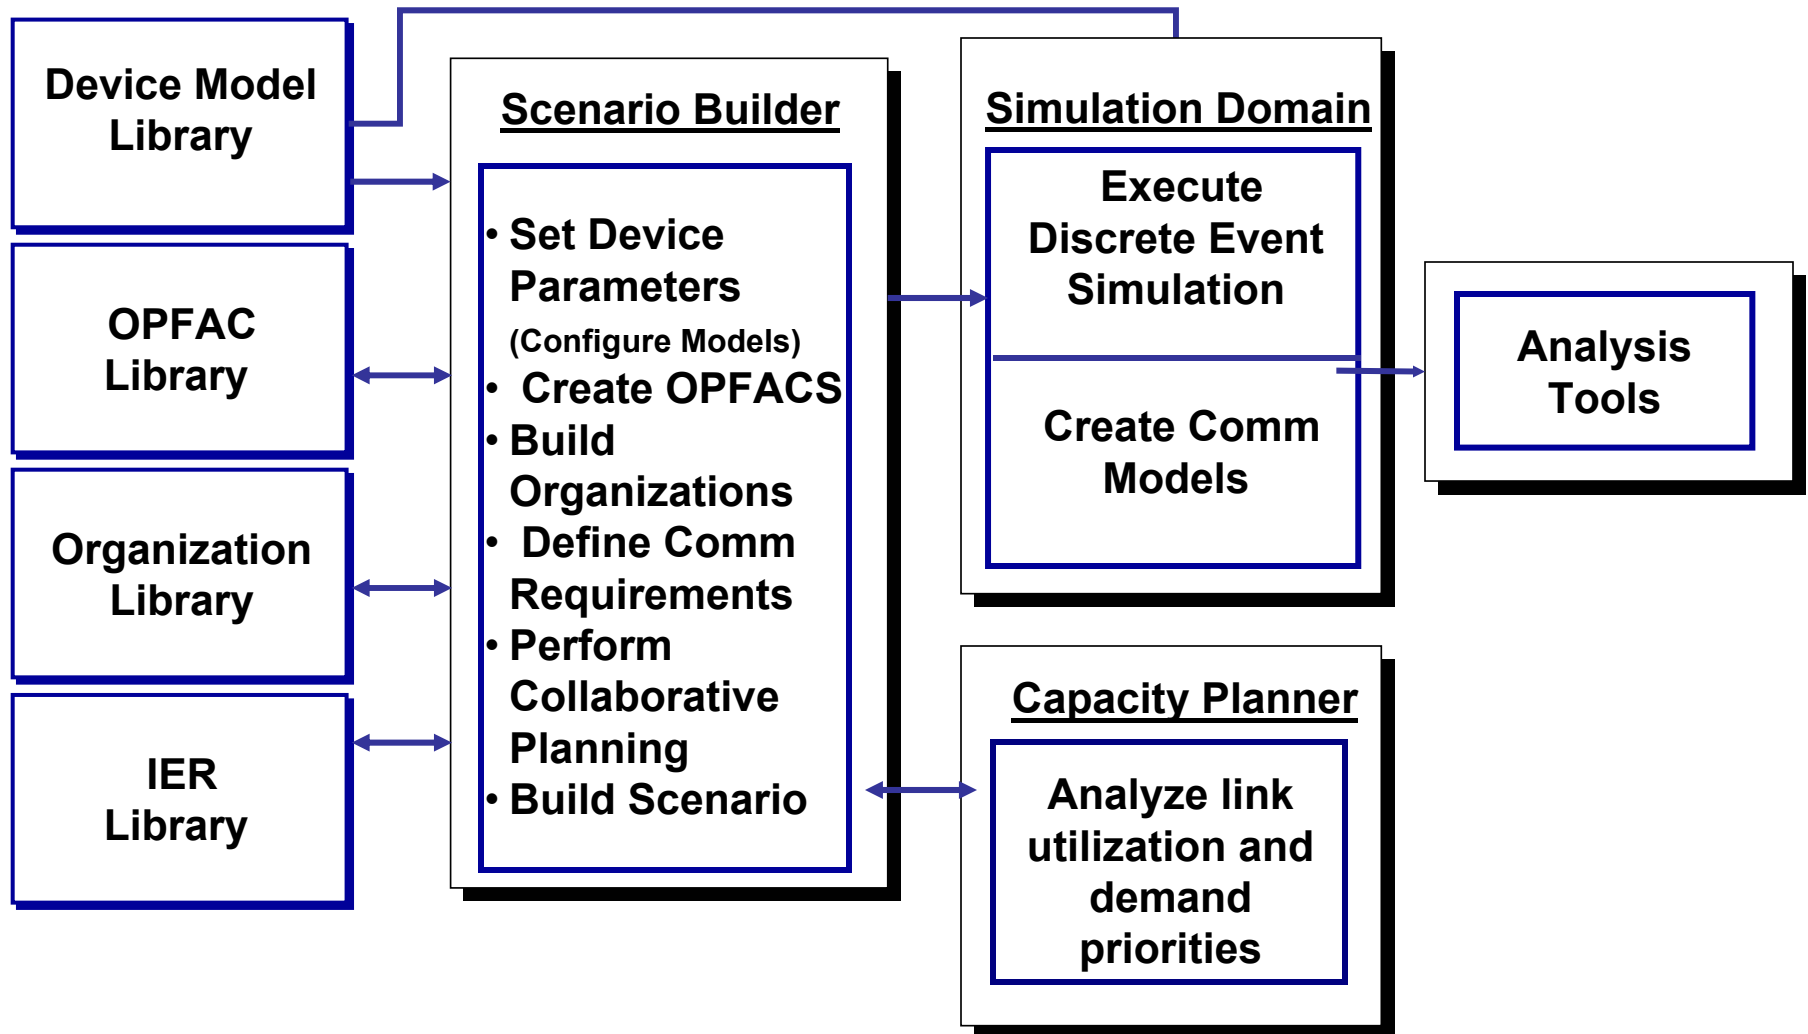 Device Model
Library
OPFAC
Library
Organization
Library
IER
Library
Scenario Builder
• Set Device
Parameters
(Configure Models)
• Create OPFACS
• Build
Organizations
• Define Comm
Requirements
• Perform
Collaborative
Planning
• Build Scenario
Simulation Domain
Execute
Discrete Event
Simulation
Create Comm
Models
Capacity Planner
Analyze link
utilization and
demand
priorities
Analysis
Tools